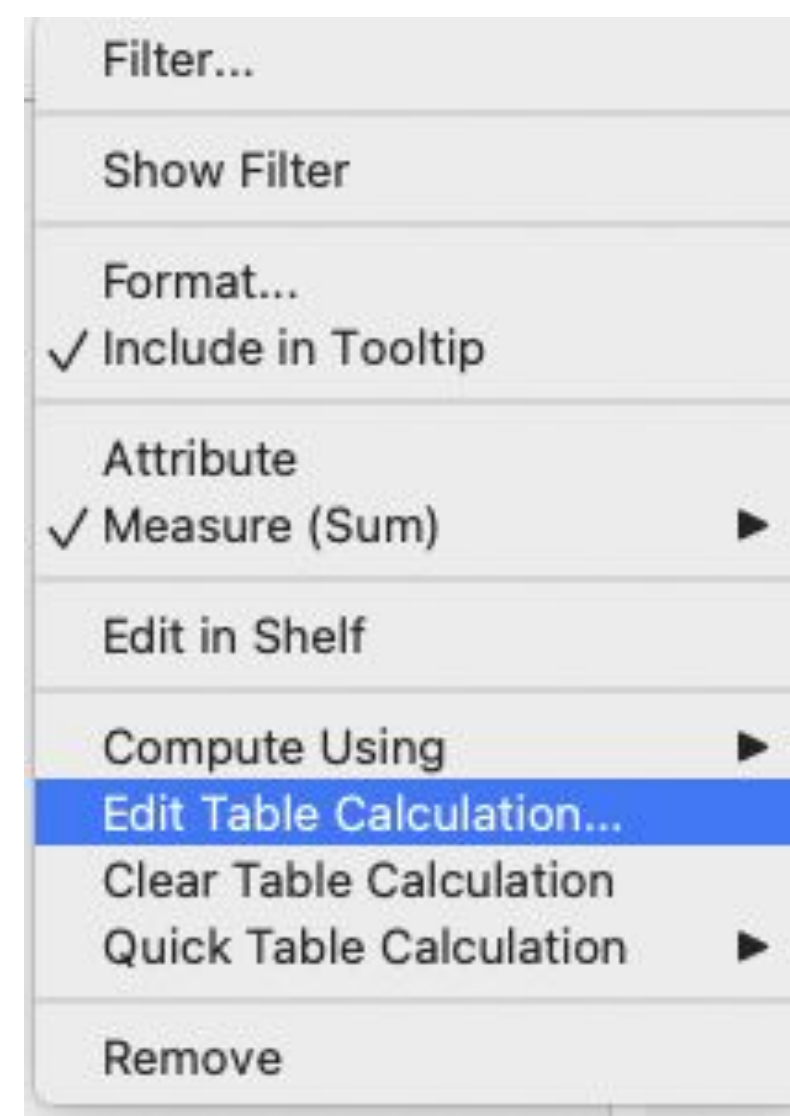 Filter...
Show Filter
Format...
✓ Include in Tooltip
Attribute
✓ Measure (Sum) ▶
Edit in Shelf
Compute Using ▶
Edit Table Calculation...
Clear Table Calculation
Quick Table Calculation ▶
Remove